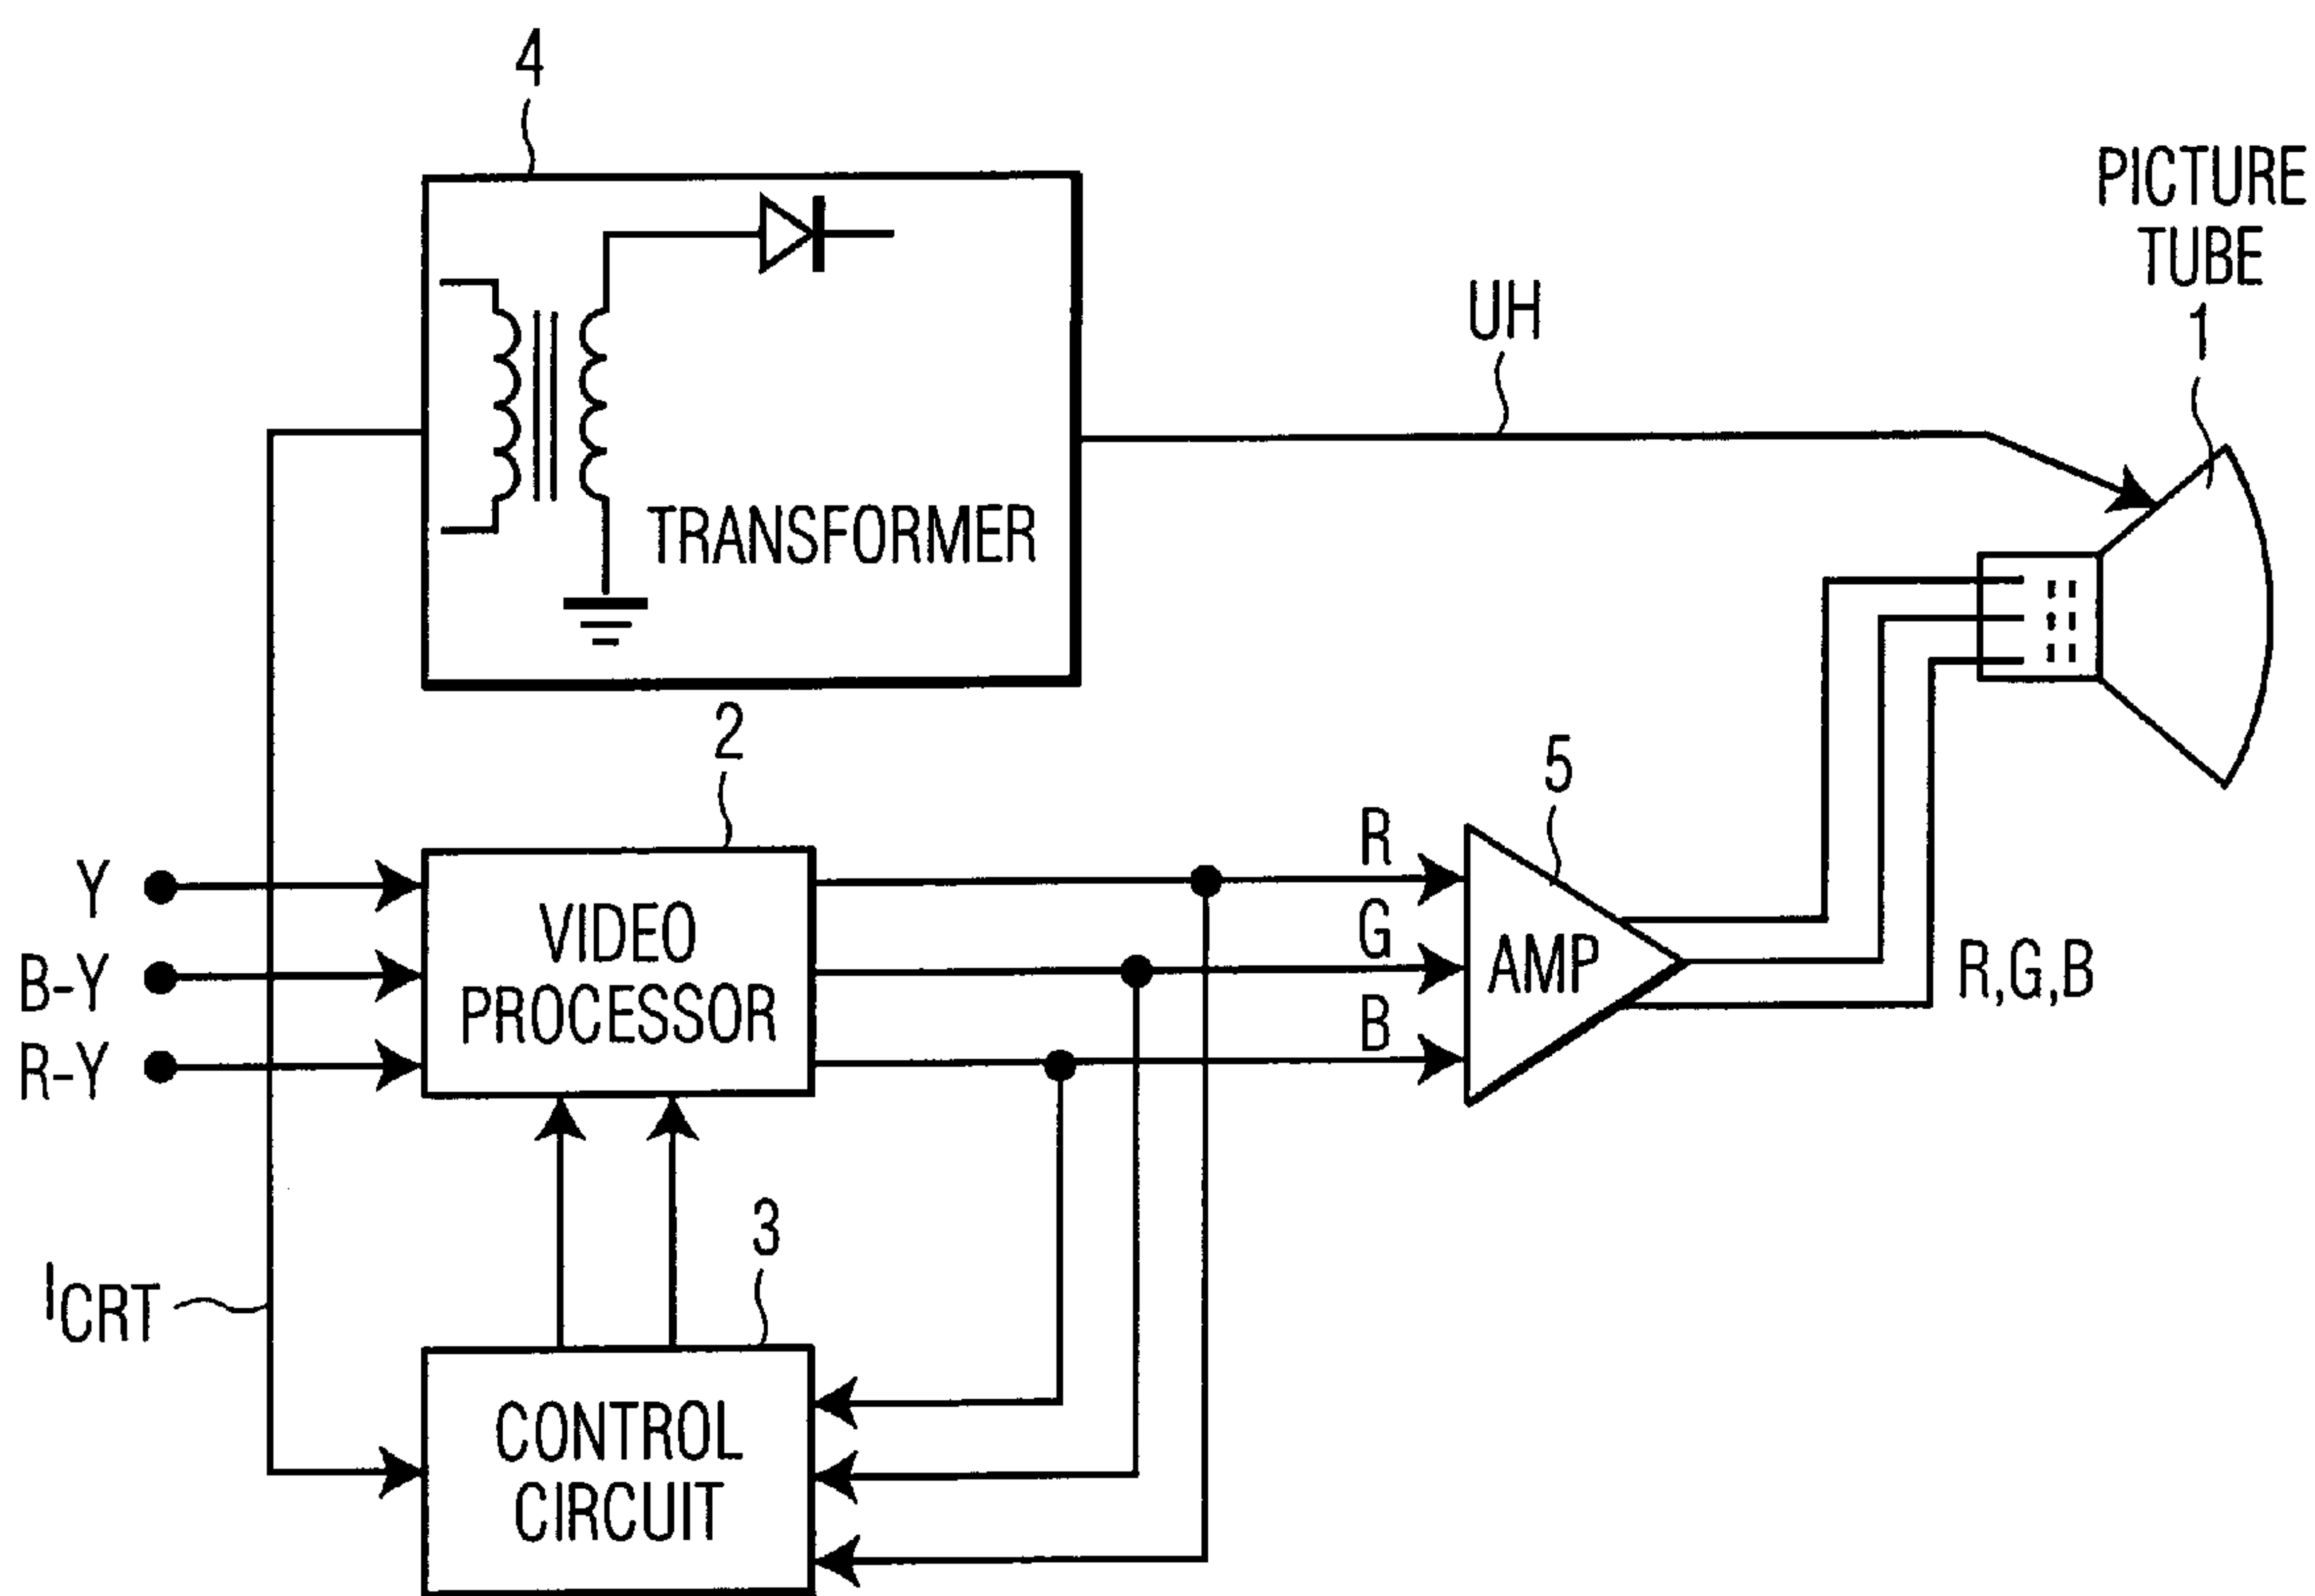 4
PICTURE
TUBE
1
UH
TRANSFORMER
2
5
Y
B-Y
R-Y
VIDEO
PROCESSOR
R
G
B
AMP
R,G,B
3
ICRT
CONTROL
CIRCUIT